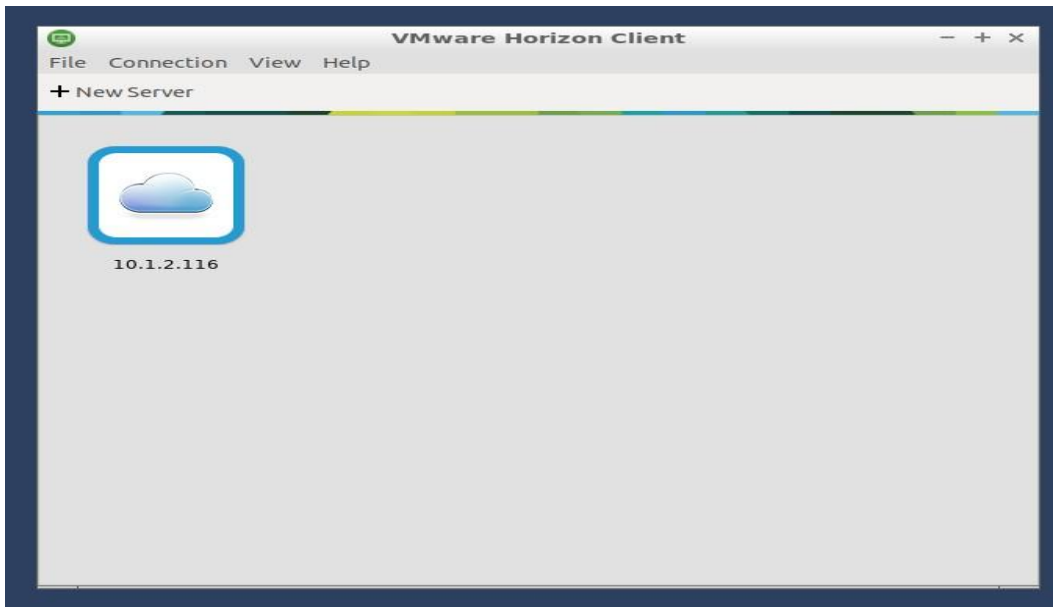 VMware Horizon Client
File Connection View Help
+ New Server
10.1.2.116